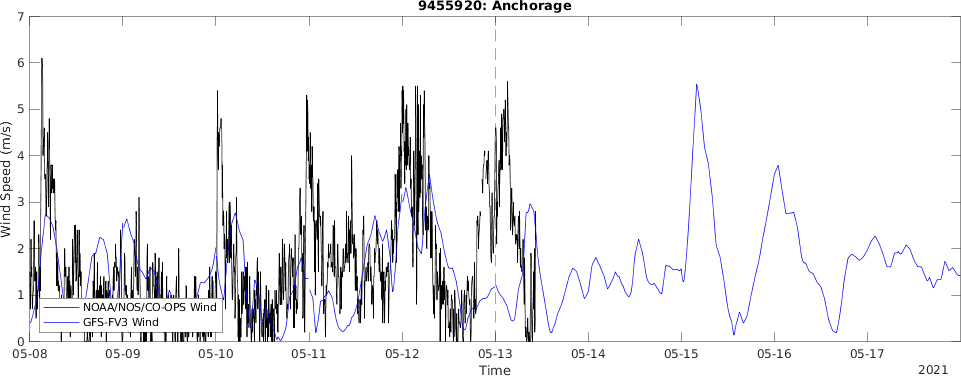 9455920: Anchorage
7
6
5
4
3
2
1
0
Wind Speed (m/s)
NOAA/NOS/CO-OPS Wind
GFS-FV3 Wind
05-08 05-09 05-10 05-11 05-12 05-13 05-14 05-15 05-16 05-17
Time
2021